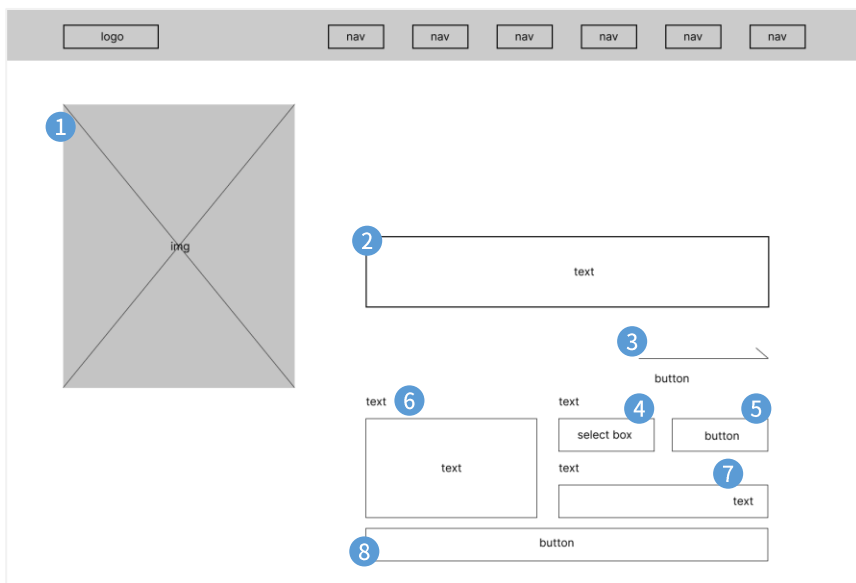 logo
nav
nav
nav
nav
nav
nav
1
img
2
text
3
button
text
6
text
4
5
select box
button
text
text
7
text
8
button